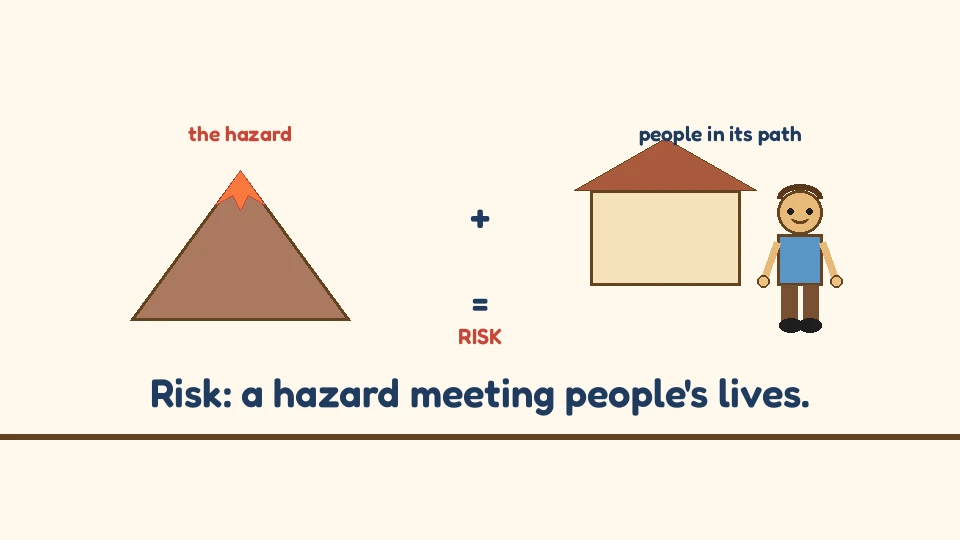 the hazard
people in its path
+
=
RISK
Risk: a hazard meeting people's lives.